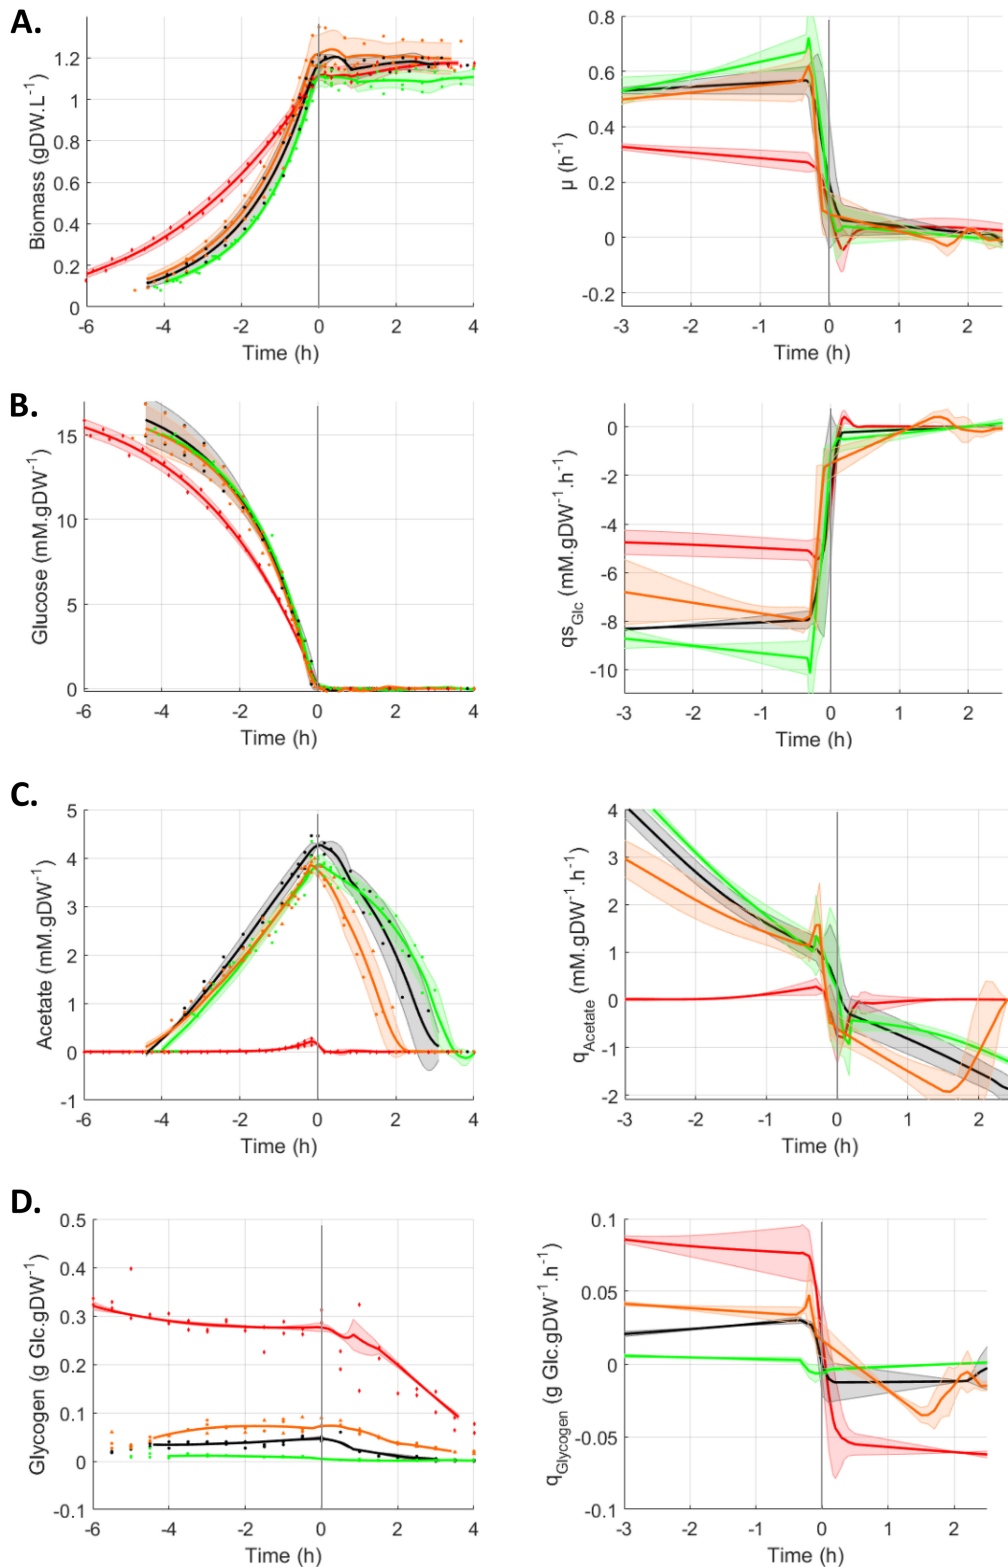 A.
Biomass (gDW.L⁻¹)
1.2
1
0.8
0.6
0.4
0.2
0
-6 -4 -2 0 2 4
Time (h)
μ (h⁻¹)
0.8
0.6
0.4
0.2
0
-0.2
-3 -2 -1 0 1 2
Time (h)
B.
Glucose (mM.gDW⁻¹)
15
10
5
0
-6 -4 -2 0 2 4
Time (h)
qs_Glc (mM.gDW⁻¹.h⁻¹)
0
-2
-4
-6
-8
-10
-3 -2 -1 0 1 2
Time (h)
C.
Acetate (mM.gDW⁻¹)
5
4
3
2
1
0
-1
-6 -4 -2 0 2 4
Time (h)
q_Acetate (mM.gDW⁻¹.h⁻¹)
4
3
2
1
0
-1
-2
-3 -2 -1 0 1 2
Time (h)
D.
Glycogen (g Glc.gDW⁻¹)
0.5
0.4
0.3
0.2
0.1
0
-0.1
-6 -4 -2 0 2 4
Time (h)
q_Glycogen (g Glc.gDW⁻¹.h⁻¹)
0.1
0.05
0
-0.05
-0.1
-3 -2 -1 0 1 2
Time (h)